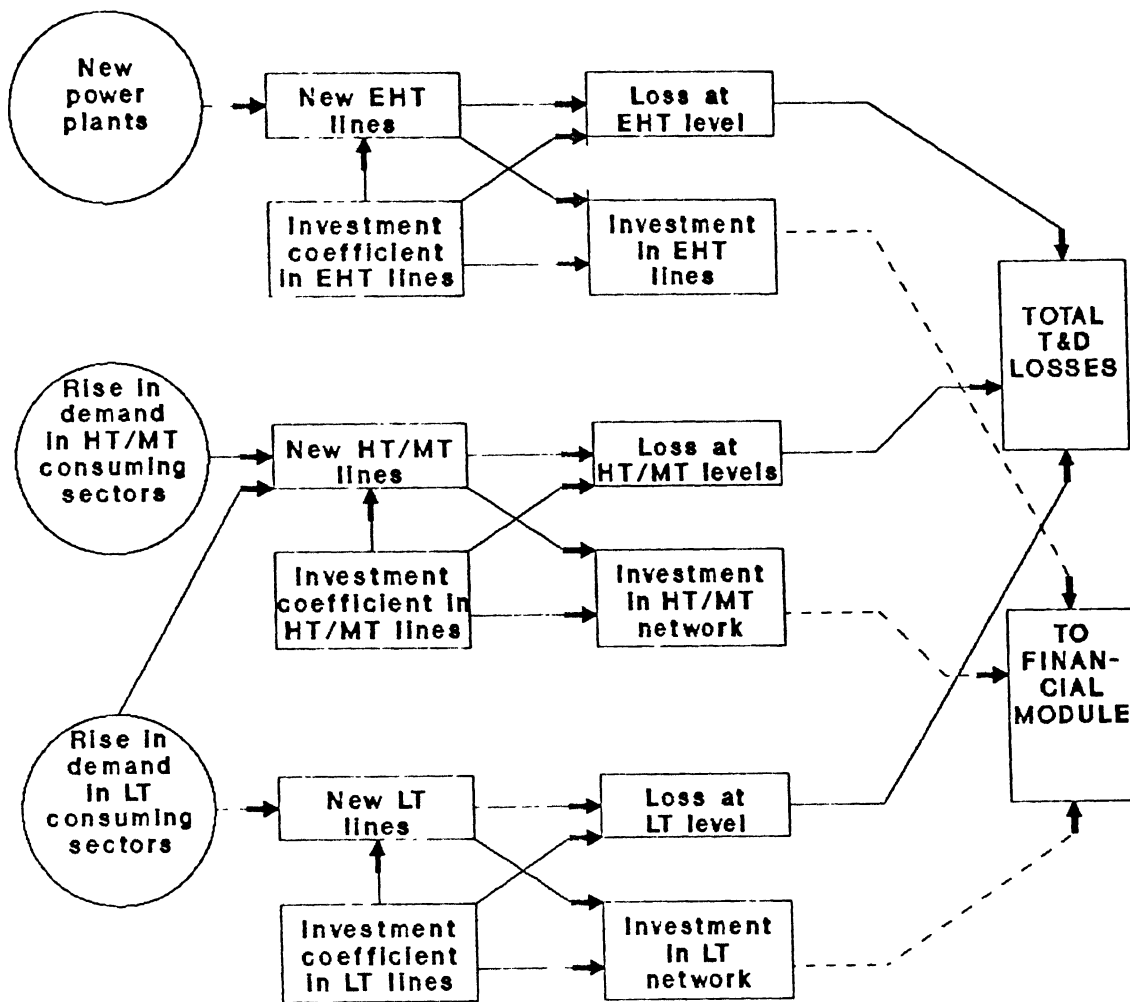 New
power
plants
New EHT
lines
Loss at
EHT level
Investment
coefficient
in EHT lines
Investment
in EHT
lines
TOTAL
T&D
LOSSES
Rise in
demand
in HT/MT
consuming
sectors
New HT/MT
lines
Loss at
HT/MT levels
Investment
coefficient in
HT/MT lines
Investment
in HT/MT
network
TO
FINAN-
CIAL
MODULE
Rise in
demand
in LT
consuming
sectors
New LT
lines
Loss at
LT level
Investment
coefficient
in LT lines
Investment
in LT
network